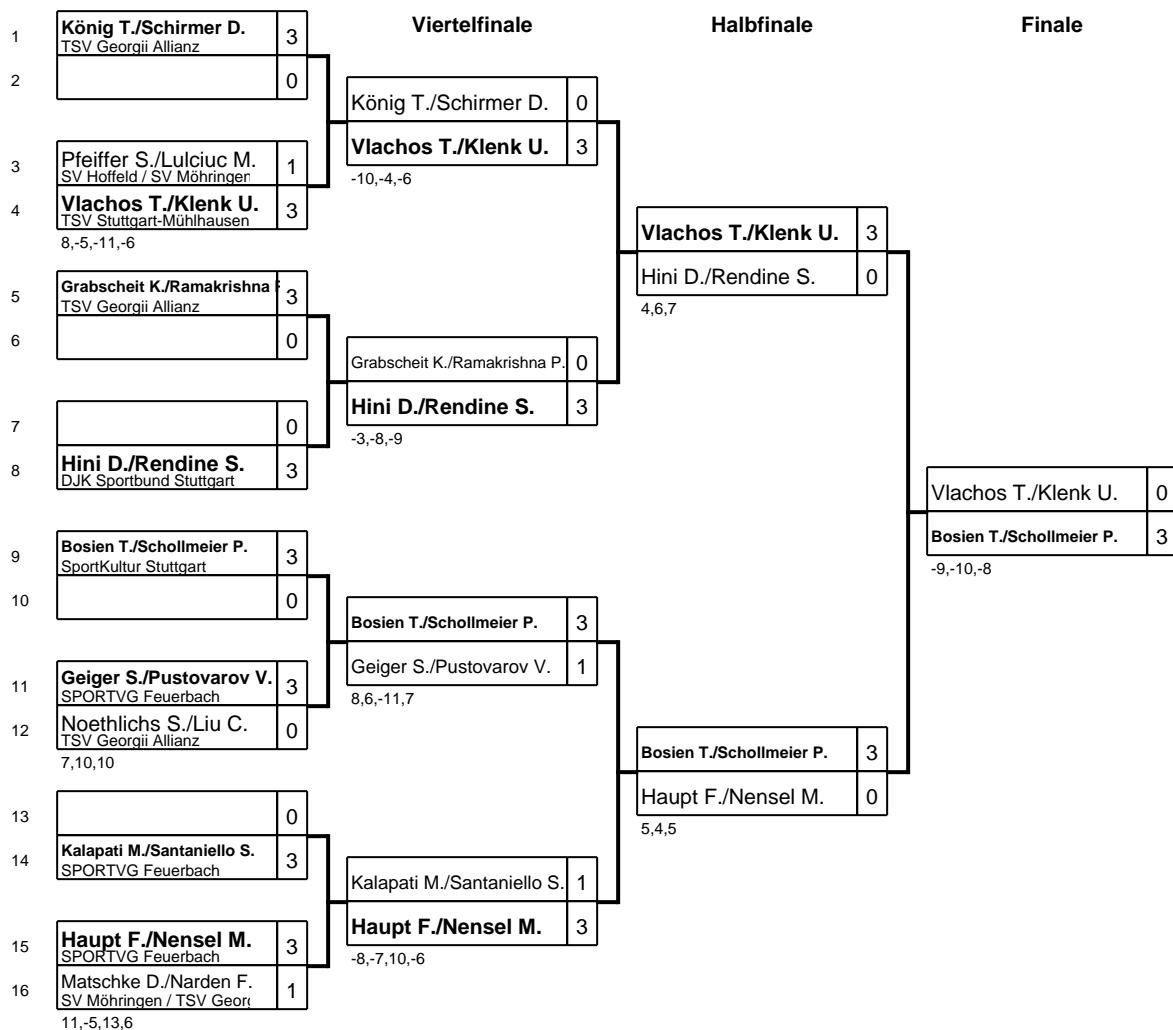 Viertelfinale
Halbfinale
Finale
1
König T./Schirmer D.
TSV Georgii Allianz
3
2
0
3
Pfeiffer S./Lulciuc M.
SV Hoffeld / SV Möhringen
1
4
Vlachos T./Klenk U.
TSV Stuttgart-Mühlhausen
3
8,-5,-11,-6
5
Grabscheit K./Ramakrishna
TSV Georgii Allianz
3
6
0
7
0
8
Hini D./Rendine S.
DJK Sportbund Stuttgart
3
9
Bosien T./Schollmeier P.
SportKultur Stuttgart
3
10
0
11
Geiger S./Pustovarov V.
SPORTVG Feuerbach
3
12
Noethlichs S./Liu C.
TSV Georgii Allianz
0
7,10,10
13
0
14
Kalapati M./Santaniello S.
SPORTVG Feuerbach
3
15
Haupt F./Nensel M.
SPORTVG Feuerbach
3
16
Matschke D./Narden F.
SV Möhringen / TSV Georg
1
11,-5,13,6
König T./Schirmer D.
0
Vlachos T./Klenk U.
3
-10,-4,-6
Grabscheit K./Ramakrishna P.
0
Hini D./Rendine S.
3
-3,-8,-9
Bosien T./Schollmeier P.
3
Geiger S./Pustovarov V.
1
8,6,-11,7
Kalapati M./Santaniello S.
1
Haupt F./Nensel M.
3
-8,-7,10,-6
Vlachos T./Klenk U.
3
Hini D./Rendine S.
0
4,6,7
Bosien T./Schollmeier P.
3
Haupt F./Nensel M.
0
5,4,5
Vlachos T./Klenk U.
0
Bosien T./Schollmeier P.
3
-9,-10,-8